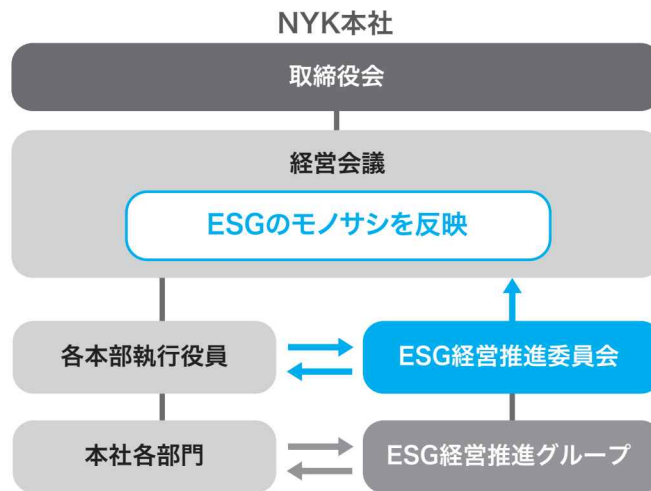 NYK本社
取締役会
経営会議
ESGのモノサシを反映
各本部執行役員
ESG経営推進委員会
本社各部門
ESG経営推進グループ